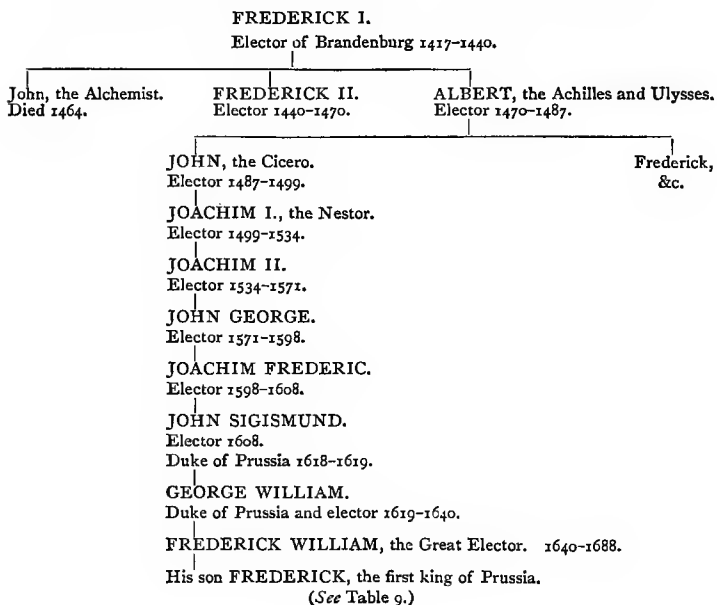 FREDERICK I.
Elector of Brandenburg 1417–1440.
John, the Alchemist.
Died 1464.
FREDERICK II.
Elector 1440–1470.
ALBERT, the Achilles and Ulysses.
Elector 1470–1487.
JOHN, the Cicero.
Elector 1487–1499.
Frederick,
&c.
JOACHIM I., the Nestor.
Elector 1499–1534.
JOACHIM II.
Elector 1534–1571.
JOHN GEORGE.
Elector 1571–1598.
JOACHIM FREDERIC.
Elector 1598–1608.
JOHN SIGISMUND.
Elector 1608.
Duke of Prussia 1618–1619.
GEORGE WILLIAM.
Duke of Prussia and elector 1619–1640.
FREDERICK WILLIAM, the Great Elector. 1640–1688.
His son FREDERICK, the first king of Prussia.
(See Table 9.)